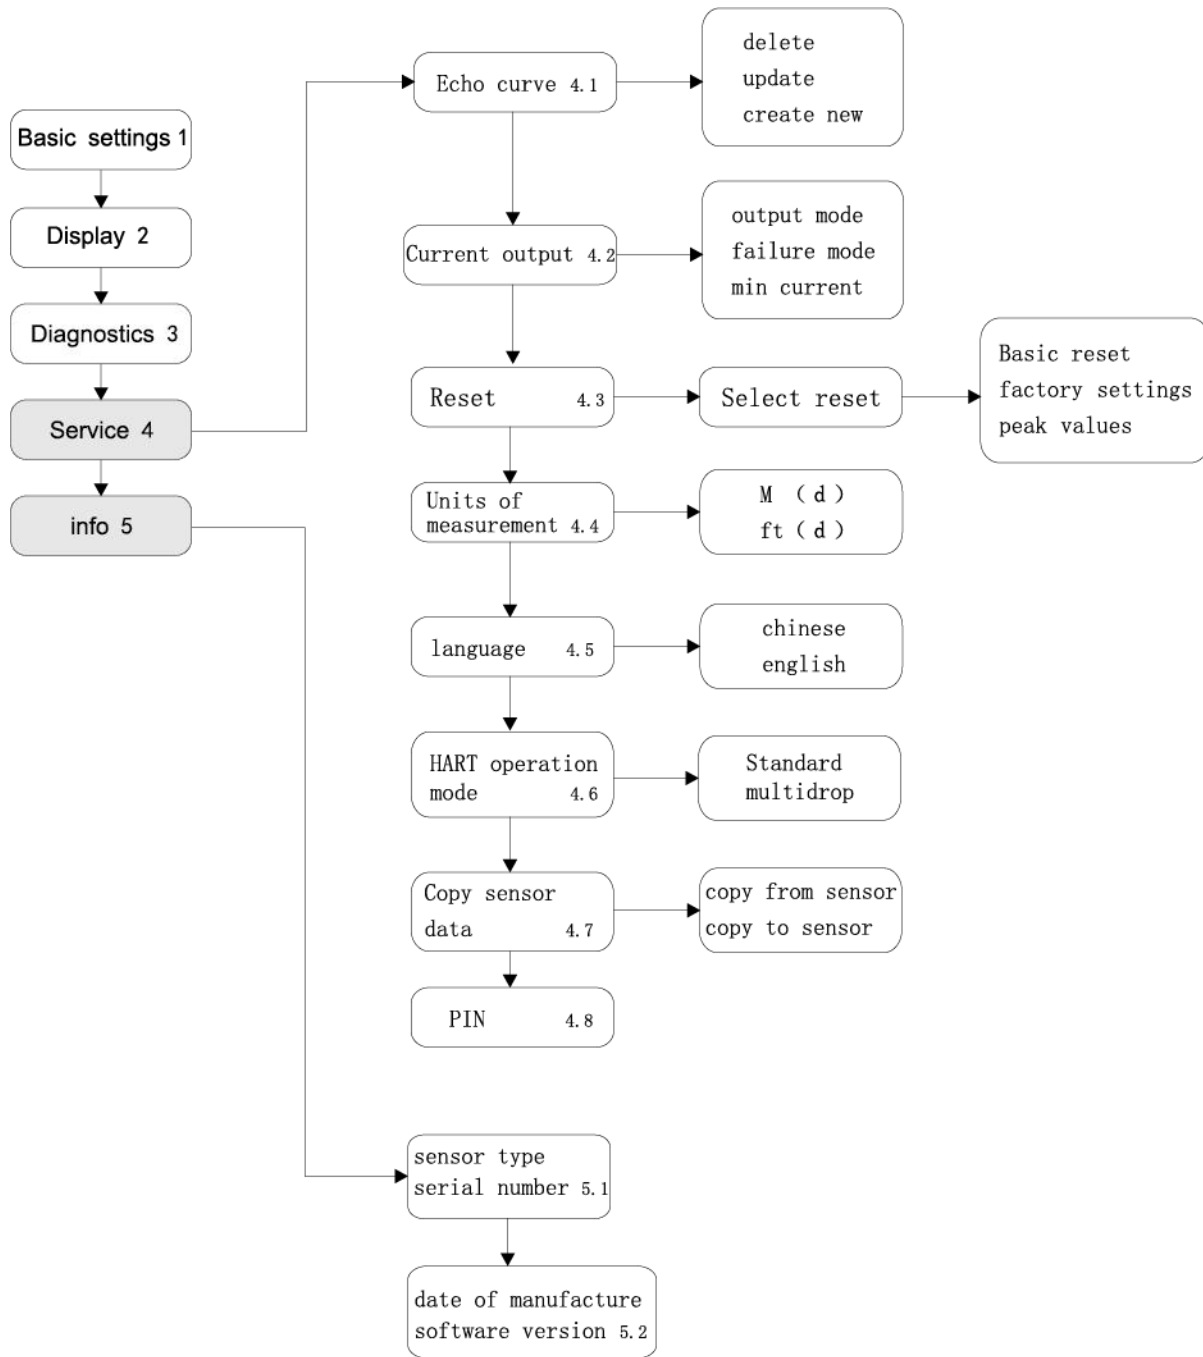 Basic settings 1
Display 2
Diagnostics 3
Service 4
info 5
Echo curve 4.1
delete
update
create new
Current output 4.2
output mode
failure mode
min current
Reset 4.3
Select reset
Basic reset
factory settings
peak values
Units of
measurement 4.4
M （d）
ft（d）
language 4.5
chinese
english
HART operation
mode 4.6
Standard
multidrop
Copy sensor
data 4.7
copy from sensor
copy to sensor
PIN 4.8
sensor type
serial number 5.1
date of manufacture
software version 5.2